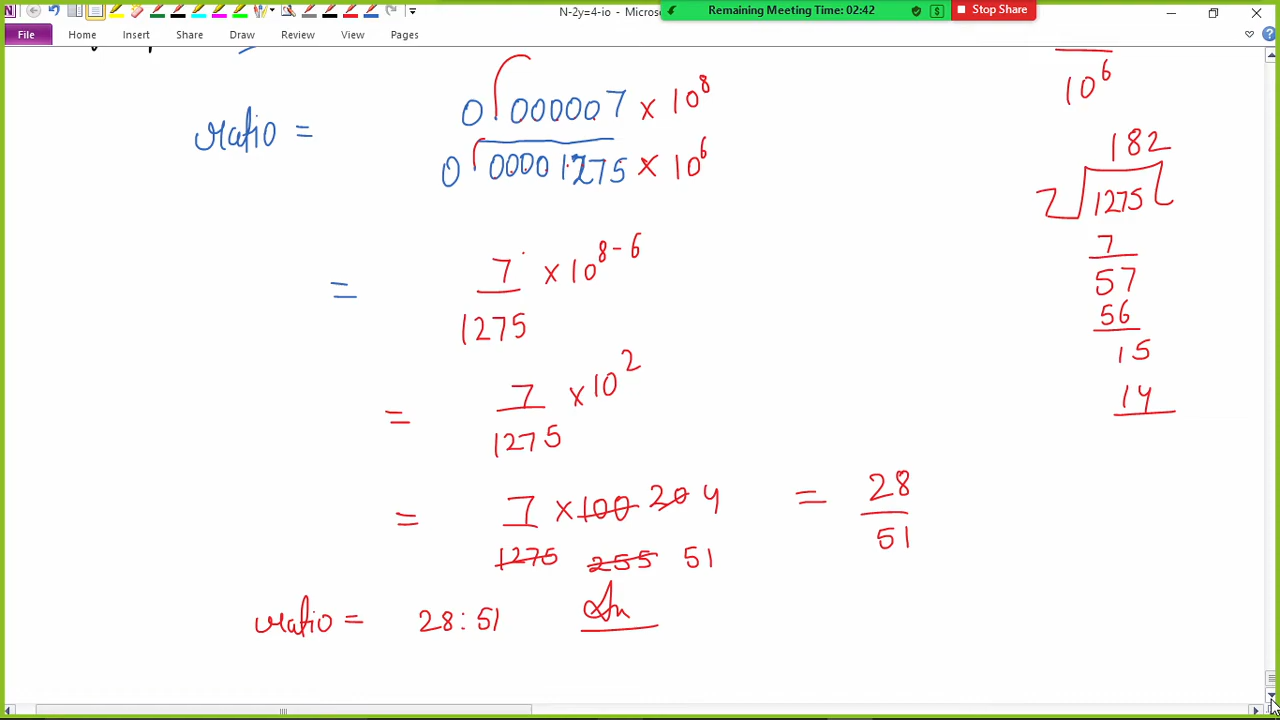 N-2y=4-io - Micros
Remaining Meeting Time: 02:42
$
Stop Share
File Home Insert Share Draw Review View Pages
10^6
ratio = 0.000007 × 10^8
0.00001275 × 10^6
= 7 × 10^8-6
1275
= 7 × 10^2
1275
= 7 × 100 20 4 = 28
1275 255 51 51
ratio = 28:51 Ans
182
7 1275
7
57
56
15
14